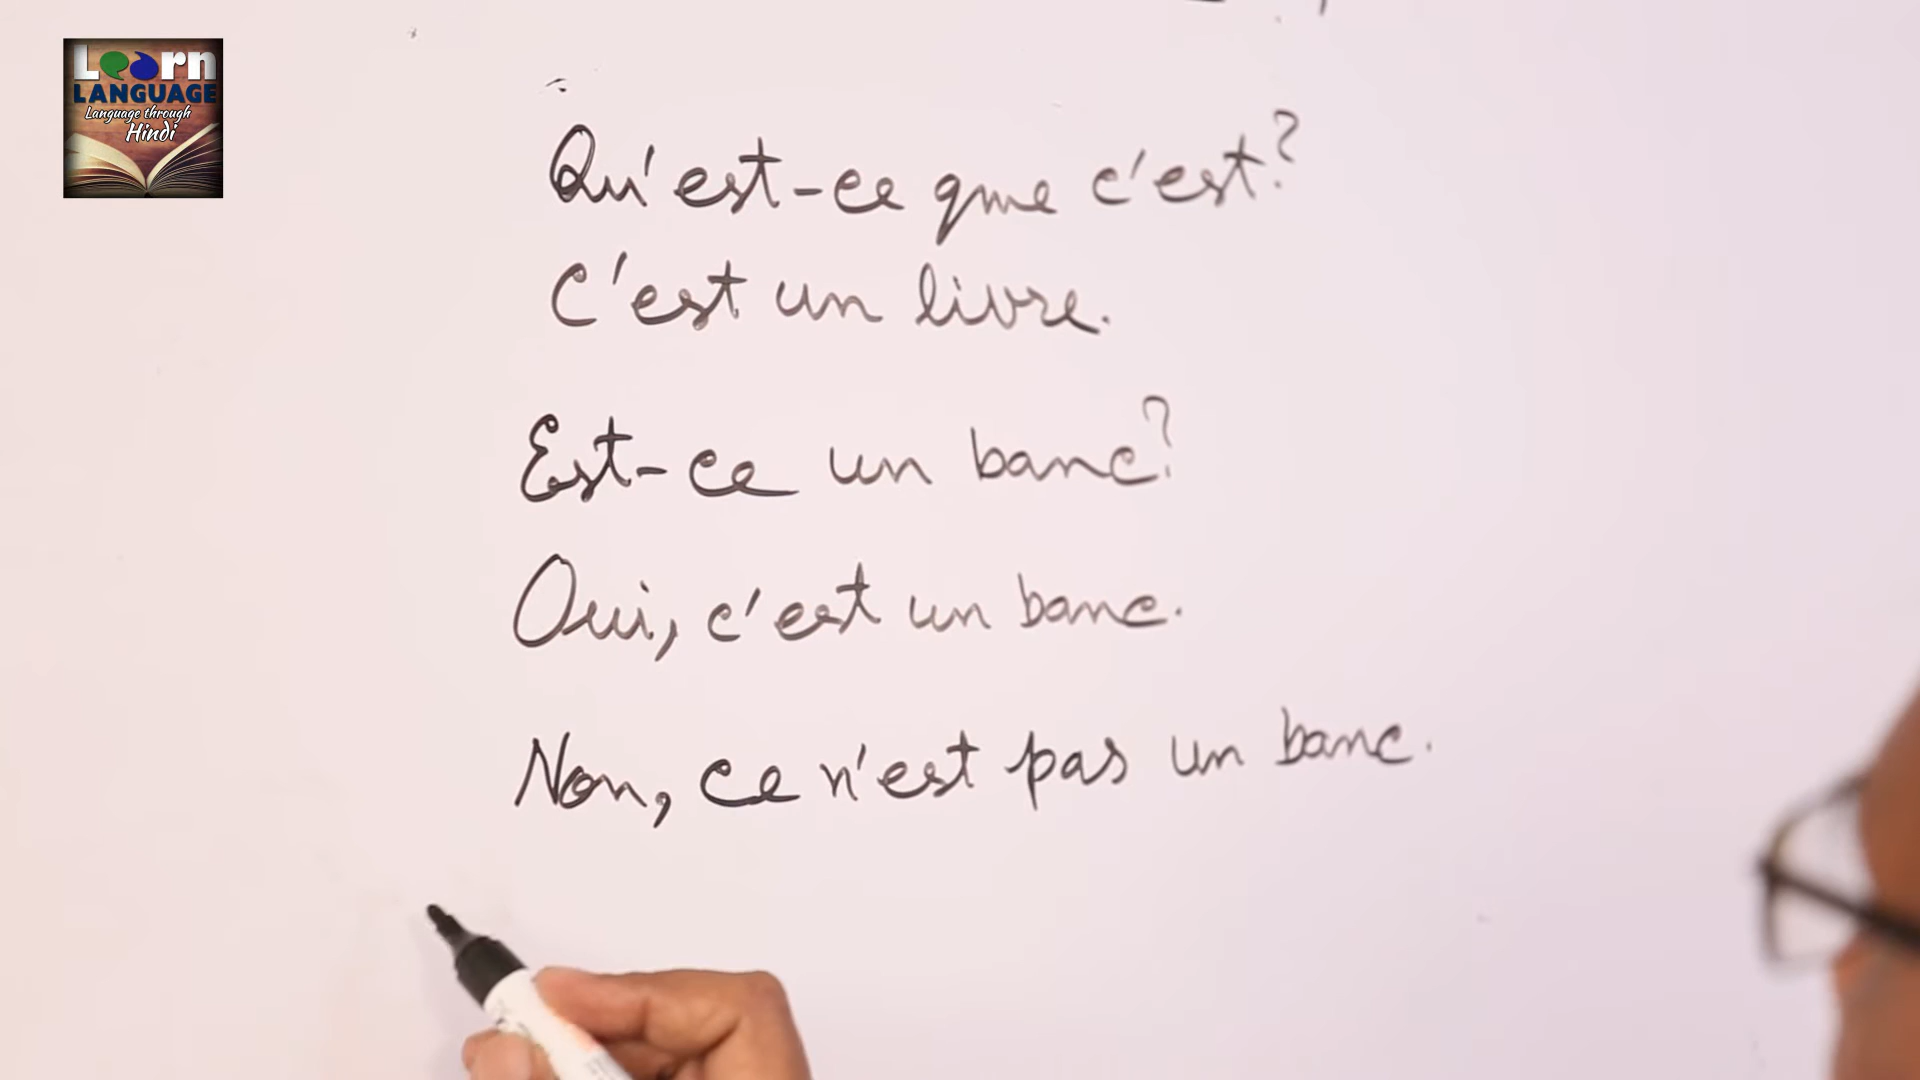 Learn
LANGUAGE
Language through
Hindi
Qu'est-ce que c'est?
C'est un livre.
Est-ce un banc?
Oui, c'est un banc.
Non, ce n'est pas un banc.